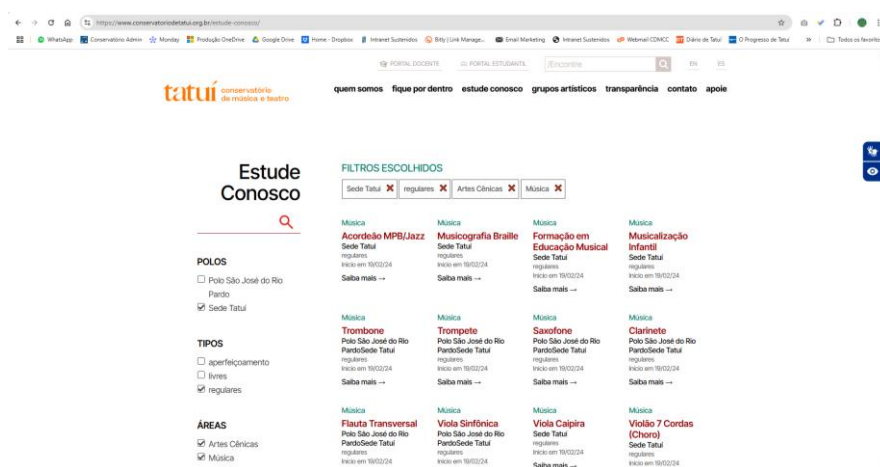 https://www.conservatoriodetatui.org.br/estude-conosco/
WhatsApp Conservatório Admin Monday Produção OneDrive Google Drive Home - Dropbox Intranet Sustenidos Bitly | Link Manage... Email Marketing Intranet Sustenidos Webmail CDMCC Diário de Tatuí O Progresso de Tatuí » Todos os favoritos
PORTAL DOCENTE PORTAL ESTUDANTIL /Encontre EN ES
tatuí conservatório
de música e teatro
quem somos fique por dentro estude conosco grupos artísticos transparência contato apoie
Estude
Conosco
POLOS
Polo São José do Rio
Pardo
Sede Tatuí
TIPOS
aperfeiçoamento
livres
regulares
ÁREAS
Artes Cênicas
Música
FILTROS ESCOLHIDOS
Sede Tatuí ✖ regulares ✖ Artes Cênicas ✖ Música ✖
Música
Acordeão MPB/Jazz
Sede Tatuí
regulares
Início em 19/02/24
Saiba mais →
Música
Musicografia Braille
Sede Tatuí
regulares
Início em 19/02/24
Saiba mais →
Música
Formação em
Educação Musical
Sede Tatuí
regulares
Início em 19/02/24
Saiba mais →
Música
Musicalização
Infantil
Sede Tatuí
regulares
Início em 19/02/24
Saiba mais →
Música
Trombone
Polo São José do Rio
PardoSede Tatuí
regulares
Início em 19/02/24
Saiba mais →
Música
Trompete
Polo São José do Rio
PardoSede Tatuí
regulares
Início em 19/02/24
Saiba mais →
Música
Saxofone
Polo São José do Rio
PardoSede Tatuí
regulares
Início em 19/02/24
Saiba mais →
Música
Clarinete
Polo São José do Rio
PardoSede Tatuí
regulares
Início em 19/02/24
Saiba mais →
Música
Flauta Transversal
Polo São José do Rio
PardoSede Tatuí
regulares
Início em 19/02/24
Música
Viola Sinfônica
Polo São José do Rio
PardoSede Tatuí
regulares
Início em 19/02/24
Música
Viola Caipira
Sede Tatuí
regulares
Início em 19/02/24
Saiba mais →
Música
Violão 7 Cordas
(Choro)
Sede Tatuí
regulares
Início em 19/02/24